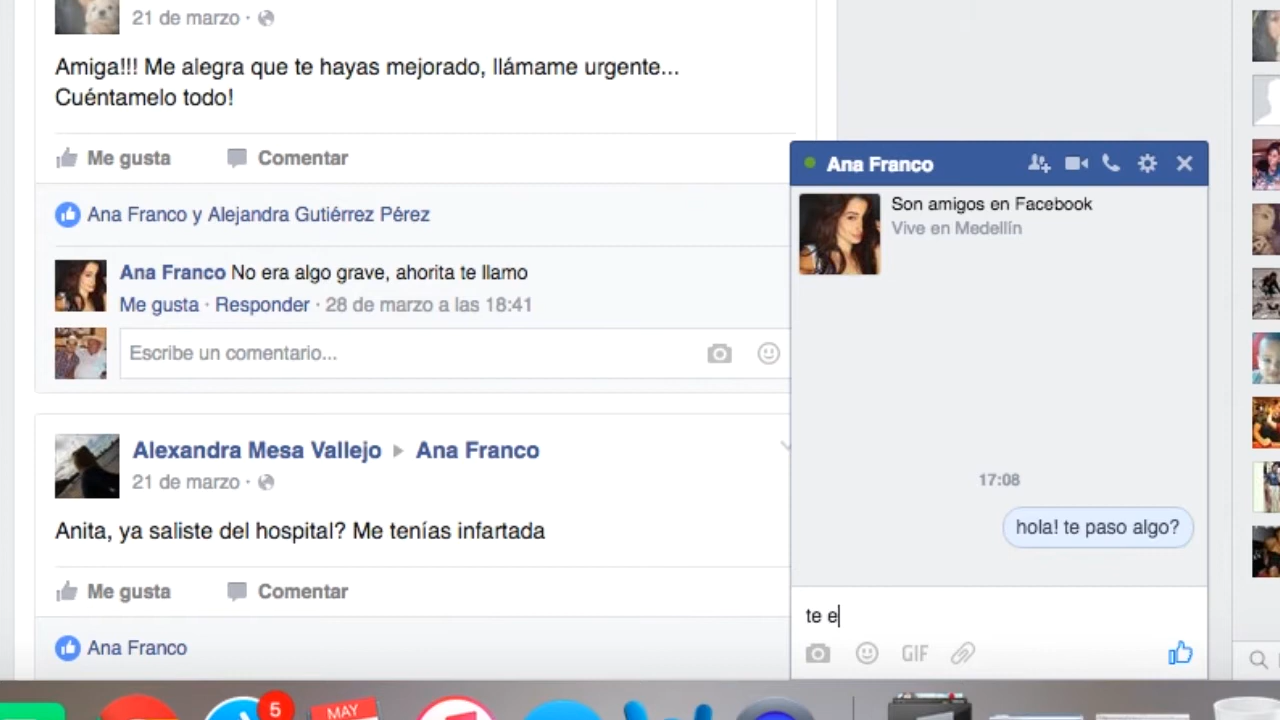 21 de marzo ·
Amiga!!! Me alegra que te hayas mejorado, llámame urgente...
Cuéntamelo todo!
Me gusta Comentar
Ana Franco y Alejandra Gutiérrez Pérez
Ana Franco No era algo grave, ahorita te llamo
Me gusta · Responder · 28 de marzo a las 18:41
Escribe un comentario...
Alexandra Mesa Vallejo ▸ Ana Franco
21 de marzo ·
Anita, ya saliste del hospital? Me tenías infartada
Me gusta Comentar
Ana Franco
Ana Franco
Son amigos en Facebook
Vive en Medellín
17:08
hola! te paso algo?
te e
GIF
5
MAY